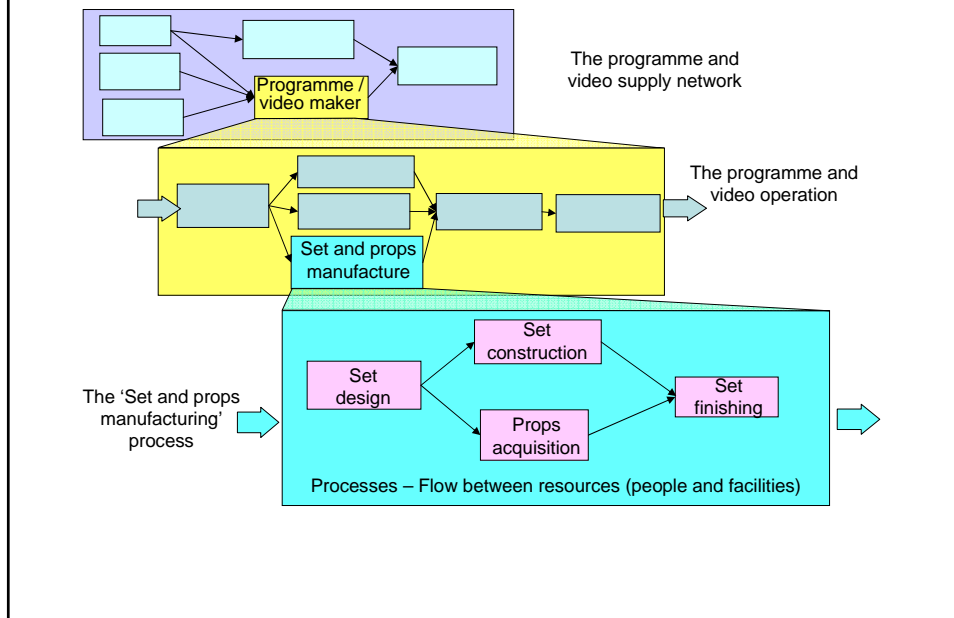 The programme and
video supply network
Programme /
video maker
The programme and
video operation
Set and props
manufacture
Set
construction
Set
design
Set
finishing
The ‘Set and props
manufacturing’
process
Props
acquisition
Processes – Flow between resources (people and facilities)